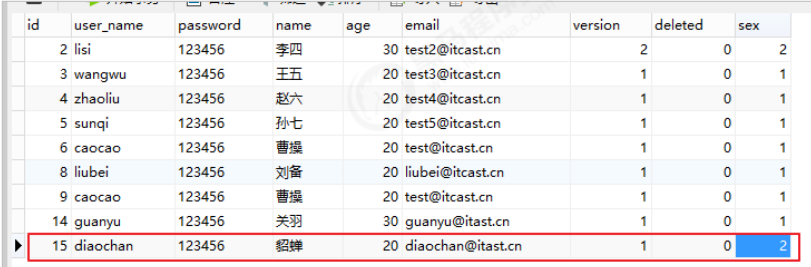 id user_name password name age email version deleted sex
2 lisi 123456 李四 30 test2@itcast.cn 2 0 2
3 wangwu 123456 王五 20 test3@itcast.cn 1 0 1
4 zhaoliu 123456 赵六 20 test4@itcast.cn 1 0 1
5 sunqi 123456 孙七 20 test5@itcast.cn 1 0 1
6 caocao 123456 曹操 20 test@itcast.cn 1 0 1
8 liubei 123456 刘备 20 liubei@itcast.cn 1 0 1
9 caocao 123456 曹操 20 test@itcast.cn 1 0 1
14 guanyu 123456 关羽 30 guanyu@itast.cn 1 0 1
15 diaochan 123456 貂蝉 20 diaochan@itast.cn 1 0 2